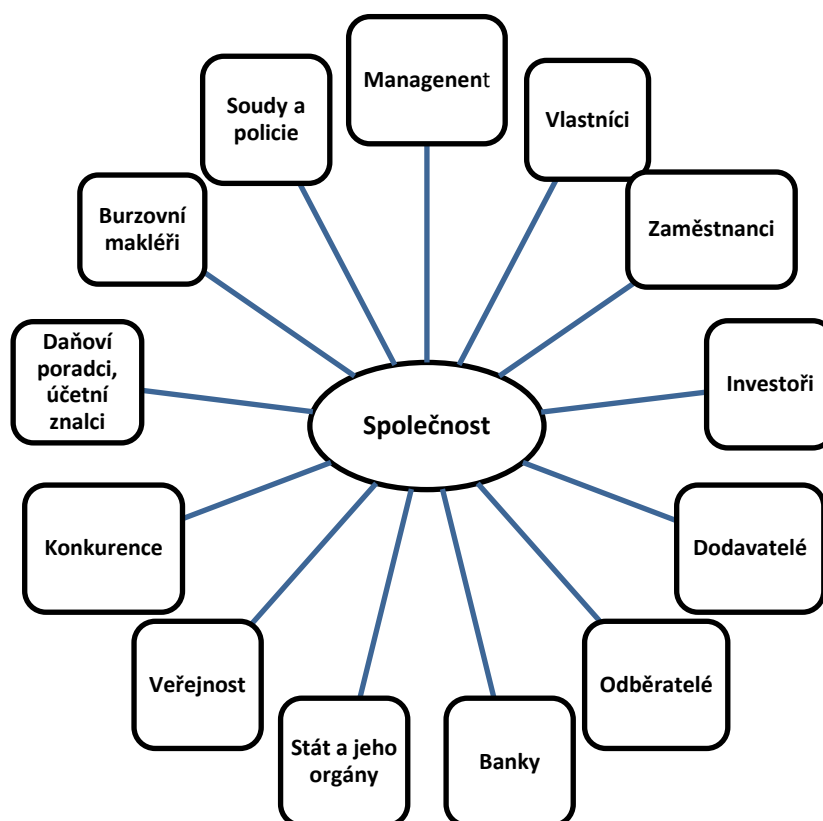 Managenent
Vlastníci
Zaměstnanci
Investoři
Dodavatelé
Odběratelé
Banky
Stát a jeho
orgány
Veřejnost
Konkurence
Daňoví
poradci,
účetní
znalci
Burzovní
makléři
Soudy a
policie
Společnost